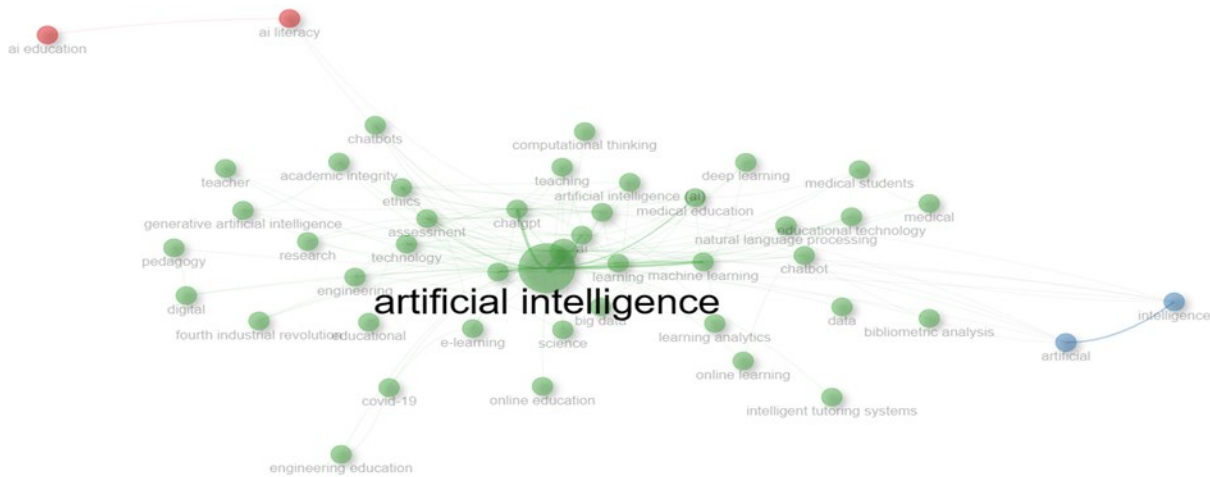 ai literacy
ai education
chatbots
computational thinking
academic integrity
teaching
deep learning
teacher
medical students
ethics
artificial intelligence (ai)
medical education
medical
generative artificial intelligence
chatgpt
assessment
educational technology
natural language processing
ai
research
technology
pedagogy
learning
machine learning
chatbot
engineering
digital
artificial intelligence
intelligence
big data
data
fourth industrial revolution
educational
bibliometric analysis
e-learning
science
learning analytics
artificial
online learning
covid-19
online education
intelligent tutoring systems
engineering education